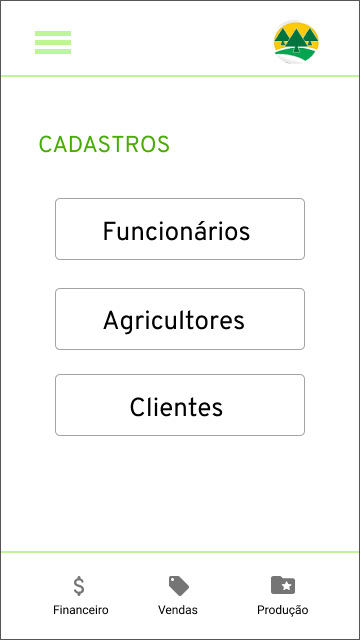 CADASTROS
Funcionários
Agricultores
Clientes
Financeiro
Vendas
Produção